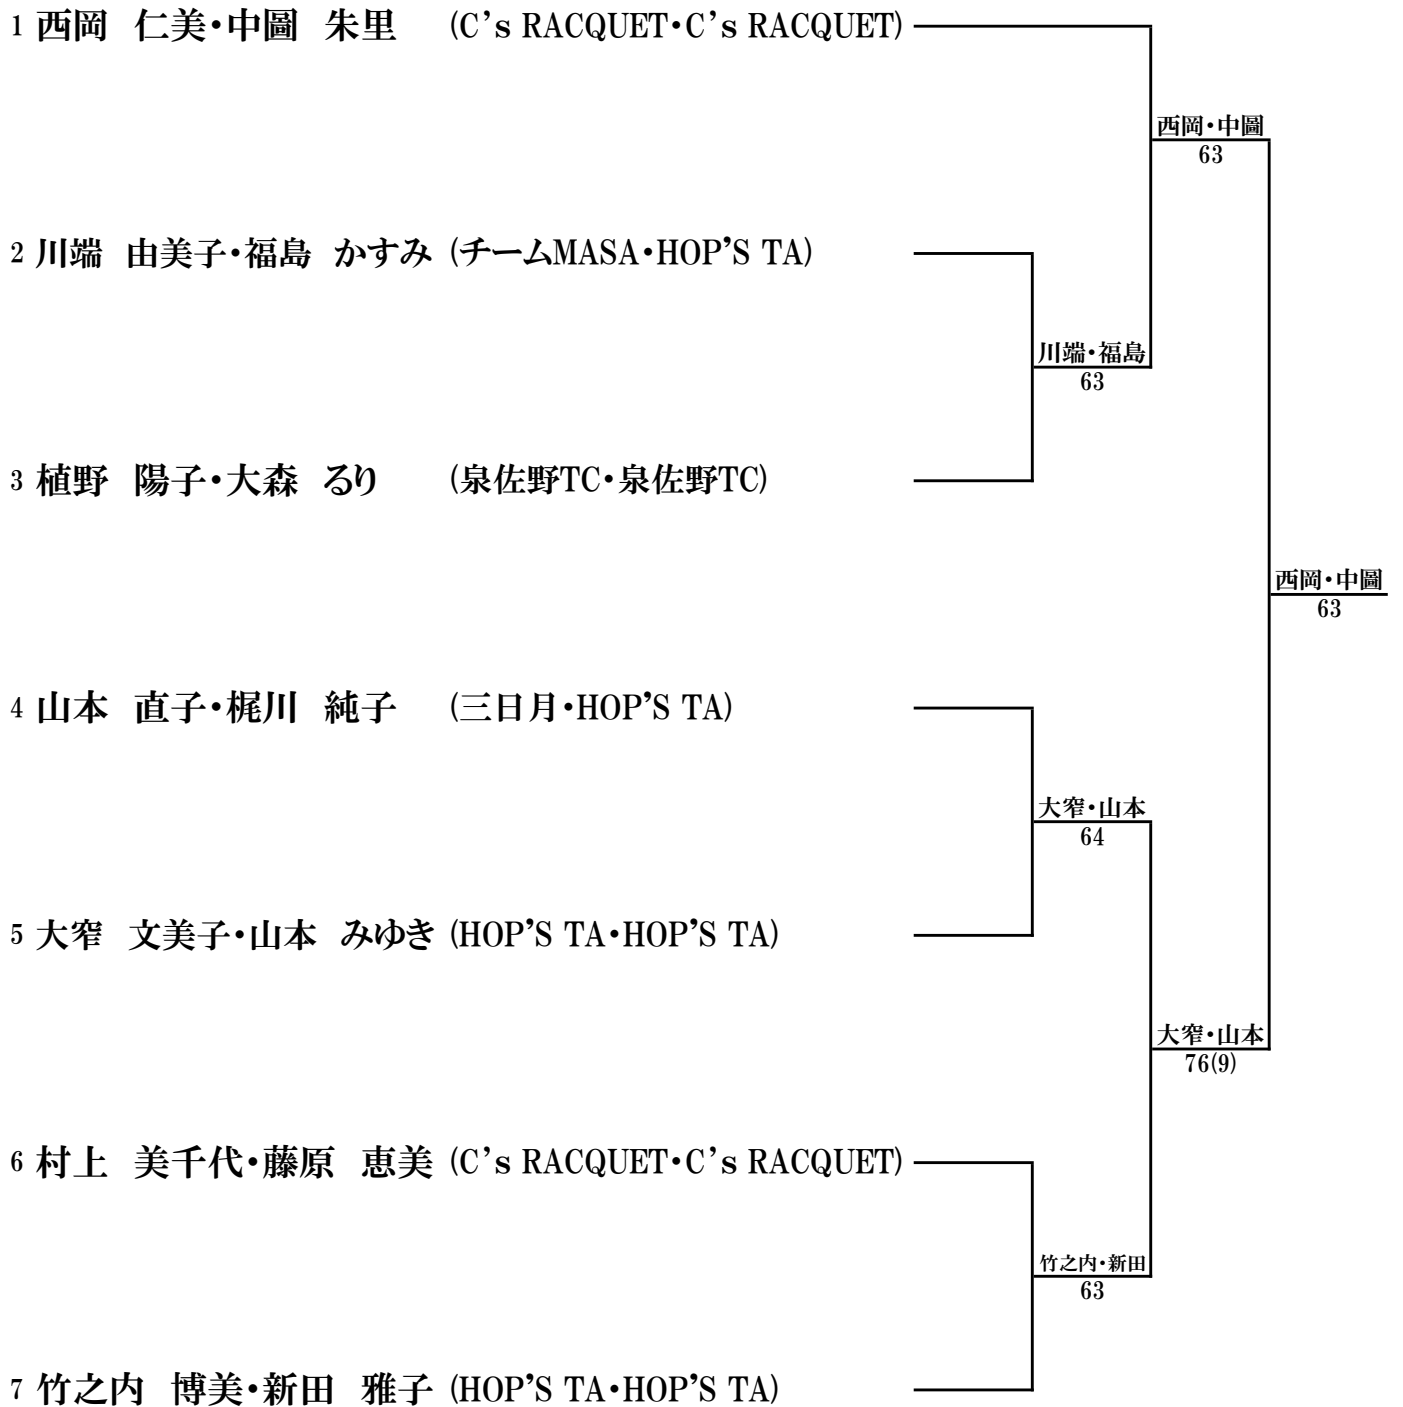 1 西岡 仁美・中圖 朱里 (C’s RACQUET・C’s RACQUET)
西岡・中圖
63
2 川端 由美子・福島 かすみ (チームMASA・HOP’S TA)
川端・福島
63
3 植野 陽子・大森 るり (泉佐野TC・泉佐野TC)
西岡・中圖
63
4 山本 直子・梶川 純子 (三日月・HOP’S TA)
大窄・山本
64
5 大窄 文美子・山本 みゆき (HOP’S TA・HOP’S TA)
大窄・山本
76(9)
6 村上 美千代・藤原 恵美 (C’s RACQUET・C’s RACQUET)
竹之内・新田
63
7 竹之内 博美・新田 雅子 (HOP’S TA・HOP’S TA)